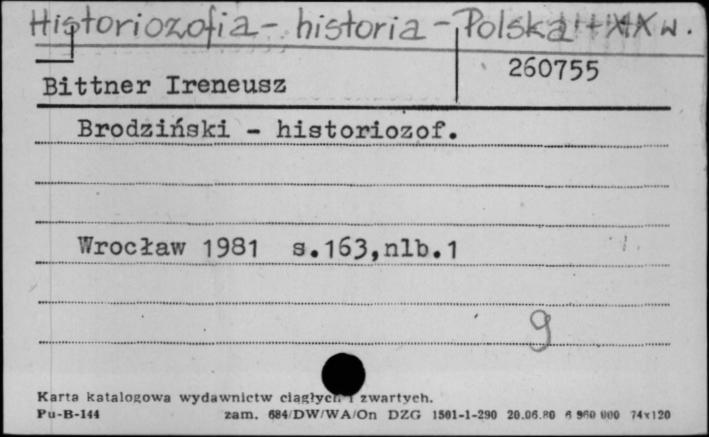 Historiozofia - historia - Polska - XIX w.
260755
Bittner Ireneusz
Brodziński - historiozof.
Wrocław 1981 s.163,nlb.1
9
Karta katalogowa wydawnictw ciągłych i zwartych.
Pu-B-144 zam. 684/DW/WA/On DZG 1501-1-290 20.06.80 6 960 000 74x120